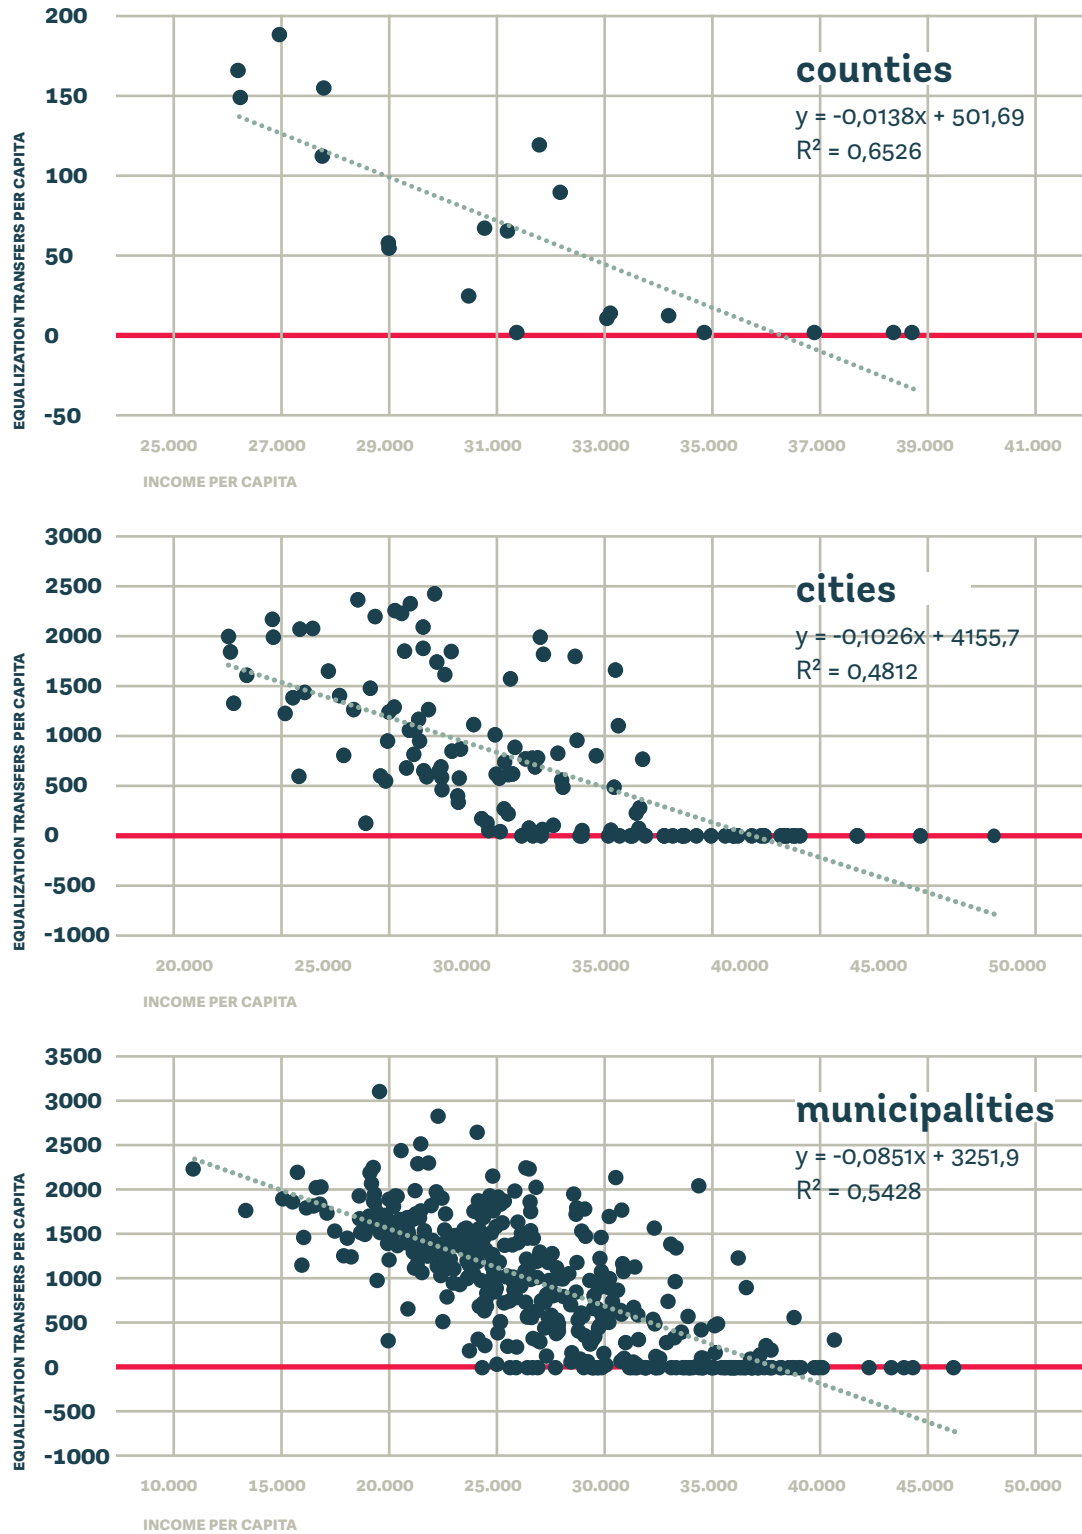 counties
y = -0,0138x + 501,69
R² = 0,6526
EQUALIZATION TRANSFERS PER CAPITA
200
150
100
50
0
-50
25.000 27.000 29.000 31.000 33.000 35.000 37.000 39.000 41.000
INCOME PER CAPITA
cities
y = -0,1026x + 4155,7
R² = 0,4812
EQUALIZATION TRANSFERS PER CAPITA
3000
2500
2000
1500
1000
500
0
-500
-1000
20.000 25.000 30.000 35.000 40.000 45.000 50.000
INCOME PER CAPITA
municipalities
y = -0,0851x + 3251,9
R² = 0,5428
EQUALIZATION TRANSFERS PER CAPITA
3500
3000
2500
2000
1500
1000
500
0
-500
-1000
10.000 15.000 20.000 25.000 30.000 35.000 40.000 45.000 50.000
INCOME PER CAPITA